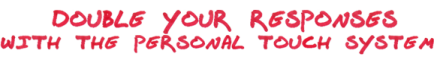 DOUBLE YOUR RESPONSES
WITH THE PERSONAL TOUCH SYSTEM